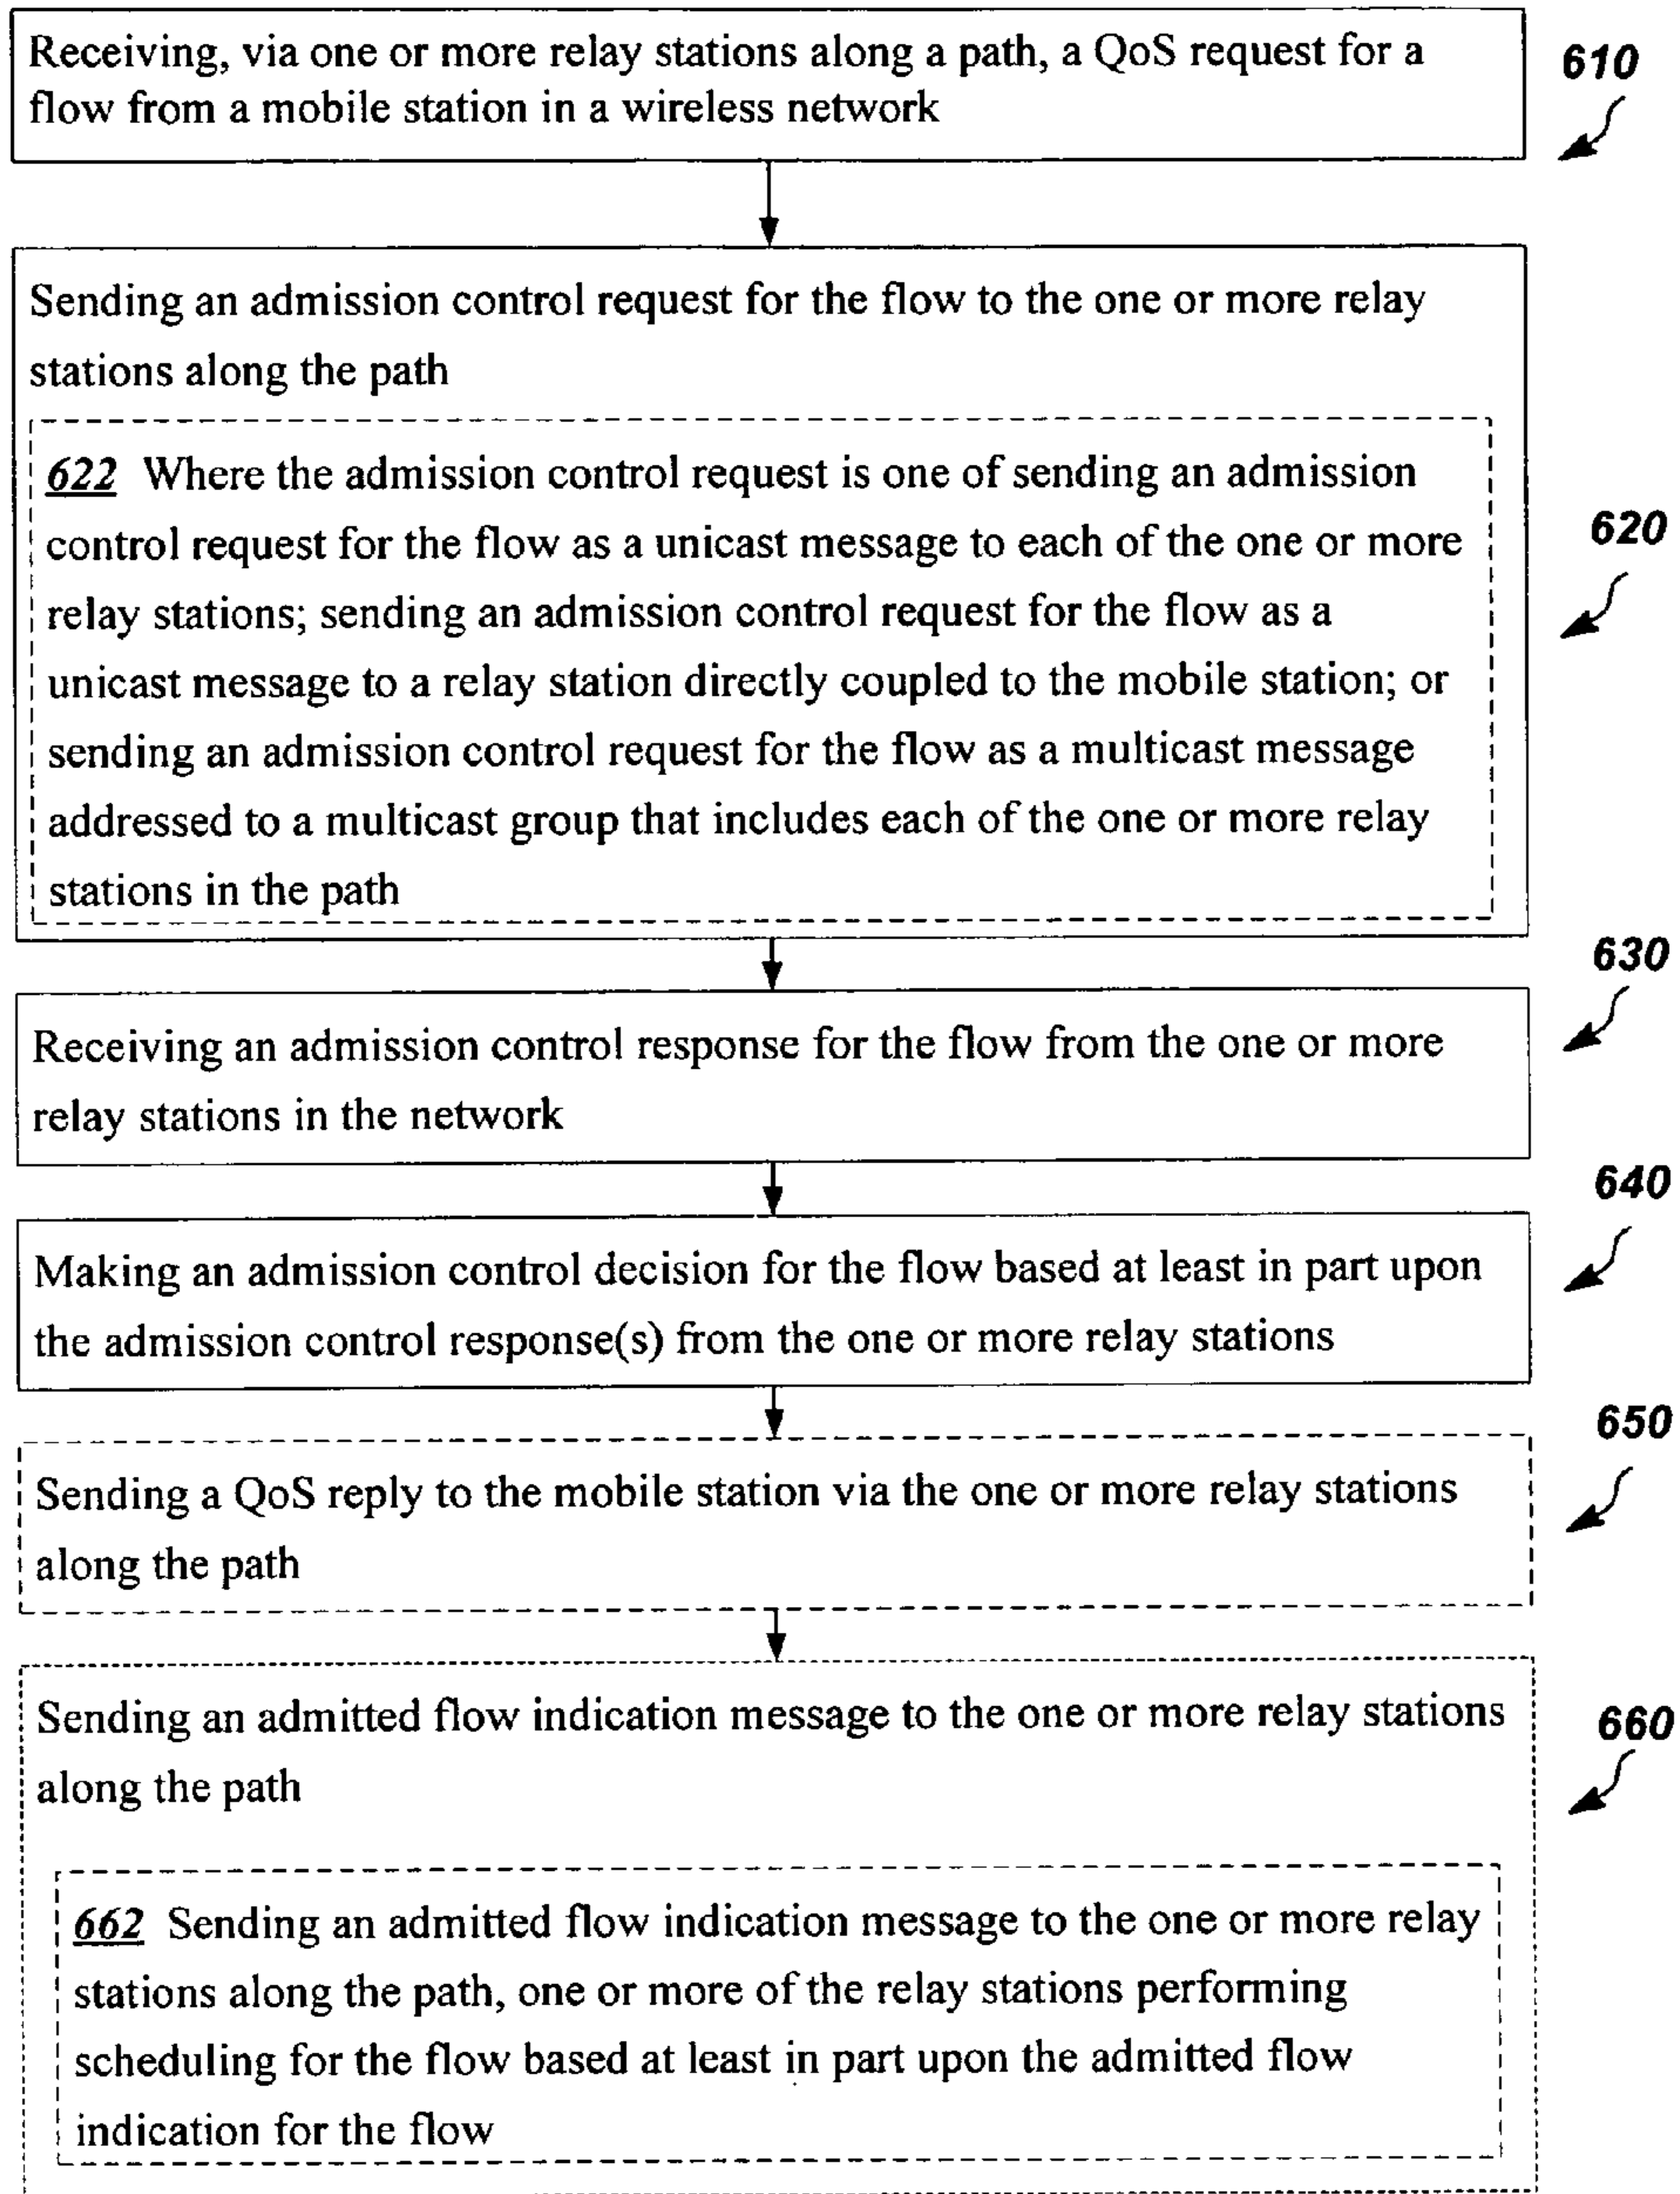 Receiving, via one or more relay stations along a path, a QoS request for a
flow from a mobile station in a wireless network
610
Sending an admission control request for the flow to the one or more relay
stations along the path
622 Where the admission control request is one of sending an admission
control request for the flow as a unicast message to each of the one or more
relay stations; sending an admission control request for the flow as a
unicast message to a relay station directly coupled to the mobile station; or
sending an admission control request for the flow as a multicast message
addressed to a multicast group that includes each of the one or more relay
stations in the path
620
Receiving an admission control response for the flow from the one or more
relay stations in the network
630
Making an admission control decision for the flow based at least in part upon
the admission control response(s) from the one or more relay stations
640
Sending a QoS reply to the mobile station via the one or more relay stations
along the path
650
Sending an admitted flow indication message to the one or more relay stations
along the path
660
662 Sending an admitted flow indication message to the one or more relay
stations along the path, one or more of the relay stations performing
scheduling for the flow based at least in part upon the admitted flow
indication for the flow